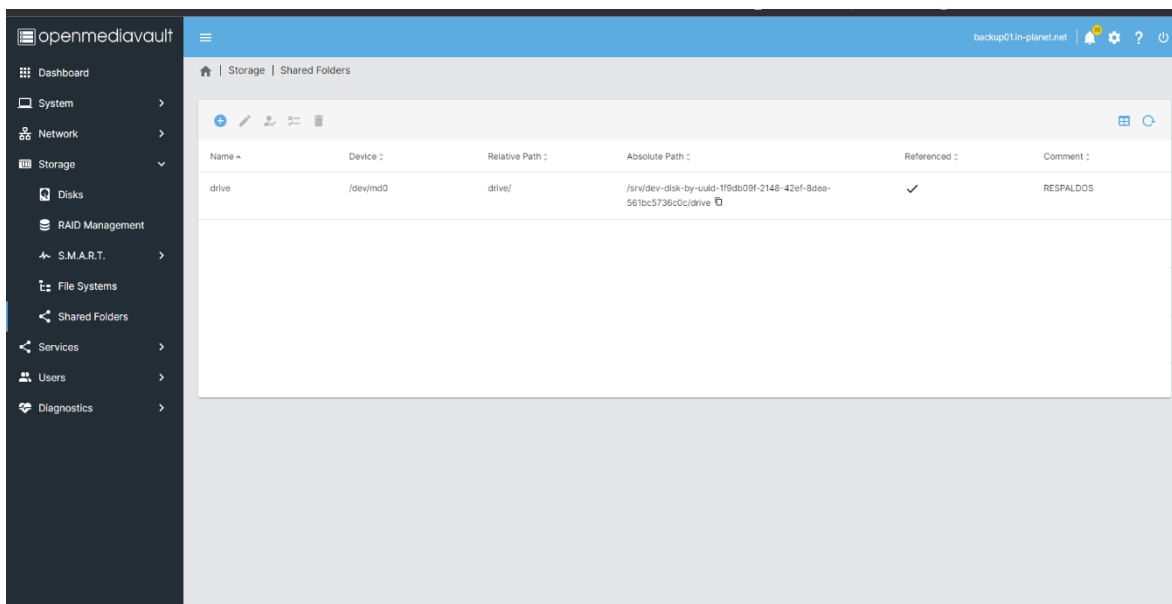 openmediavault
backup01.in-planet.net
Dashboard
System
Network
Storage
Disks
RAID Management
S.M.A.R.T.
File Systems
Shared Folders
Services
Users
Diagnostics
| Storage | Shared Folders
Name Device Relative Path Absolute Path Referenced Comment
drive /dev/md0 drive/ /srv/dev-disk-by-uuid-1f9db09f-2148-42ef-8dea-
561bc5736c0c/drive RESPALDOS